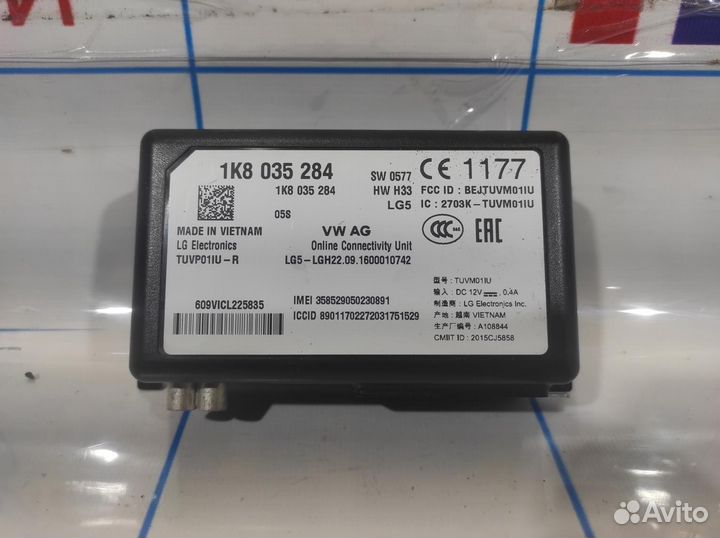 1K8 035 284
SW 0577
CE 1177
1K8 035 284
HW H33
FCC ID : BEJTUVM01IU
LG5
IC : 2703K-TUVM01IU
05S
MADE IN VIETNAM
LG Electronics
TUVP01IU-R
VW AG
Online Connectivity Unit
LG5-LGH22.09.1600010742
CCC
EAC
609VICL225835
IMEI 358529050230891
ICCID 89011702272031751529
型号 : TUVM01IU
输入 : DC 12V 0.4A
制造商 : LG Electronics Inc.
产地 : 越南 VIETNAM
生产厂编号 : A108844
CMIIT ID : 2015CJ5858
Avito